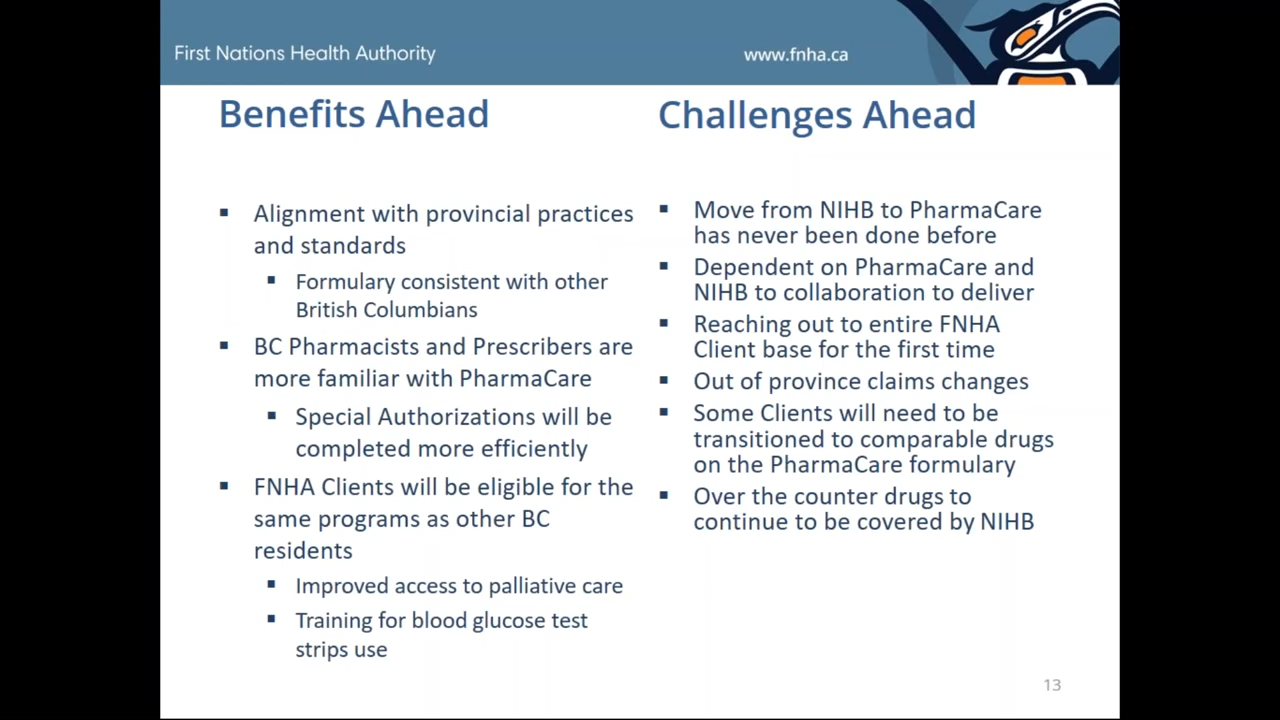 First Nations Health Authority
www.fnha.ca
Benefits Ahead
Alignment with provincial practices
and standards
Formulary consistent with other
British Columbians
BC Pharmacists and Prescribers are
more familiar with PharmaCare
Special Authorizations will be
completed more efficiently
FNHA Clients will be eligible for the
same programs as other BC
residents
Improved access to palliative care
Training for blood glucose test
strips use
Challenges Ahead
Move from NIHB to PharmaCare
has never been done before
Dependent on PharmaCare and
NIHB to collaboration to deliver
Reaching out to entire FNHA
Client base for the first time
Out of province claims changes
Some Clients will need to be
transitioned to comparable drugs
on the PharmaCare formulary
Over the counter drugs to
continue to be covered by NIHB
13